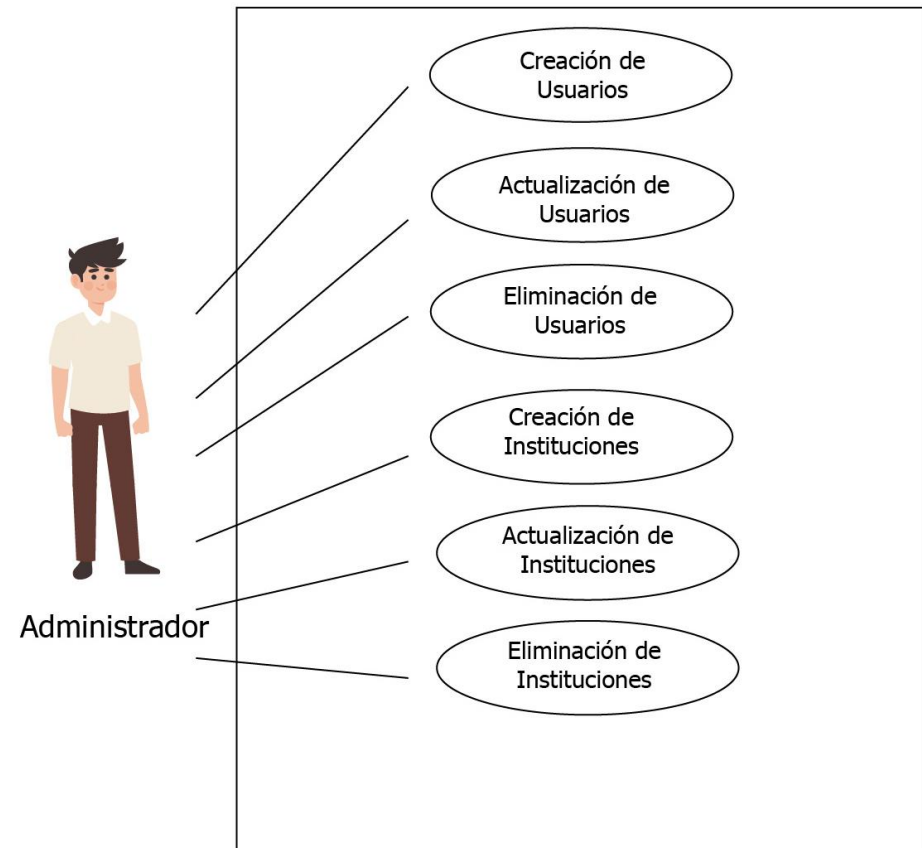 Creación de
Usuarios
Actualización de
Usuarios
Eliminación de
Usuarios
Creación de
Instituciones
Actualización de
Instituciones
Administrador
Eliminación de
Instituciones